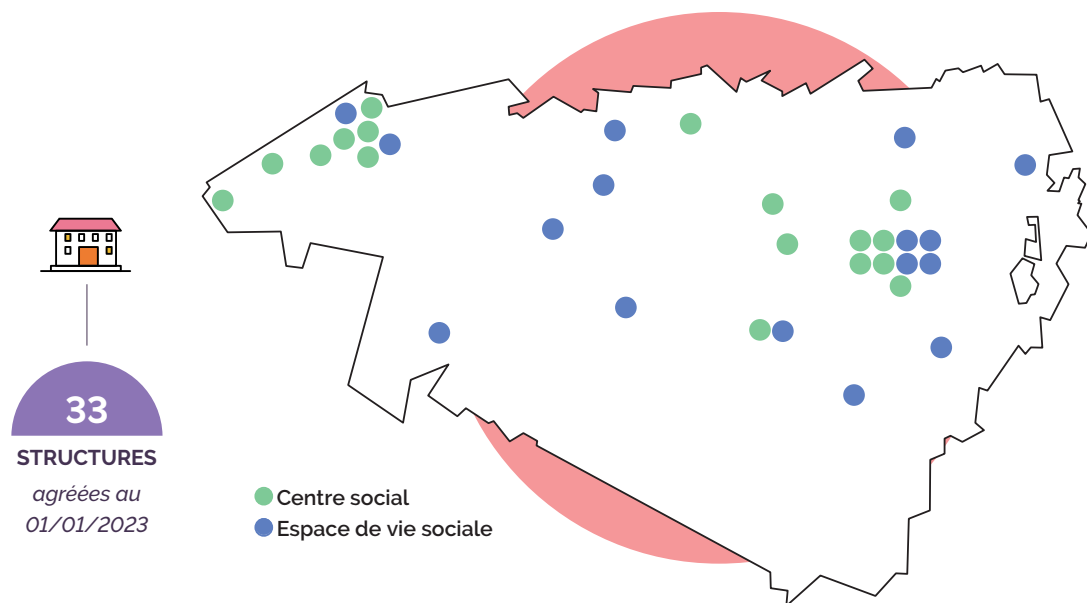 33
STRUCTURES
agréées au
01/01/2023
Centre social
Espace de vie sociale